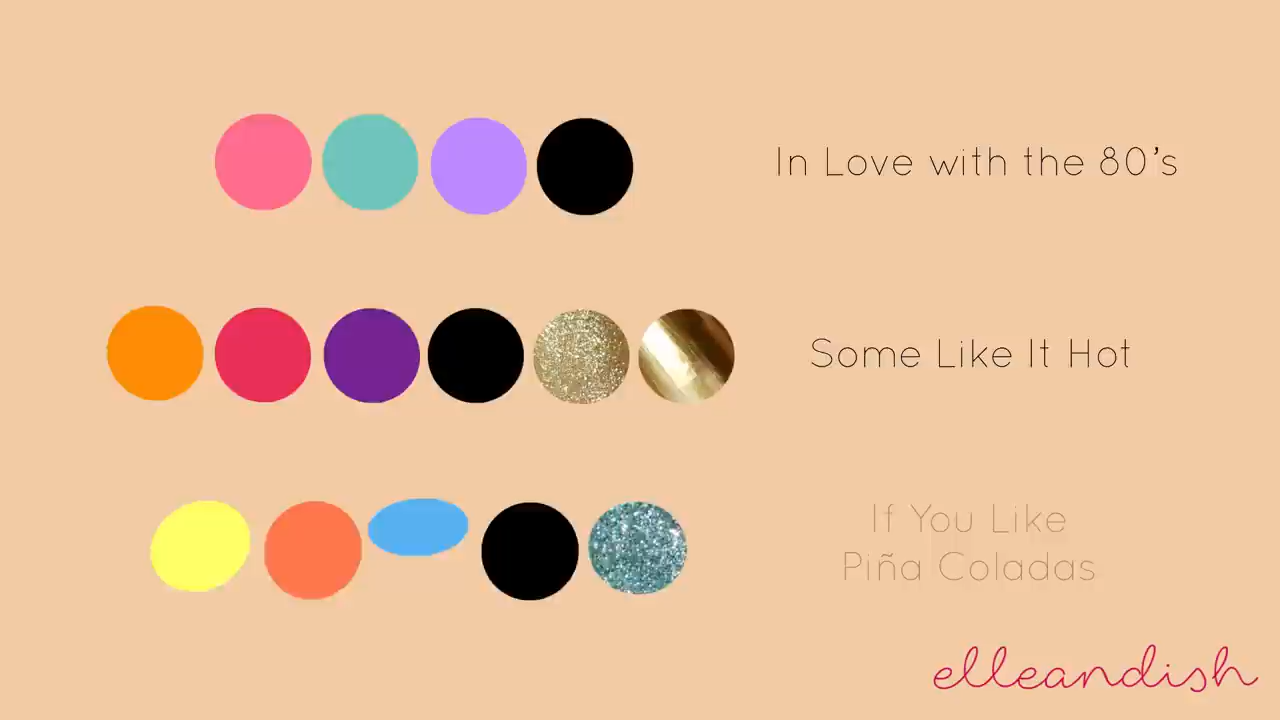 In Love with the 80’s
Some Like It Hot
If You Like
Piña Coladas
elleandish